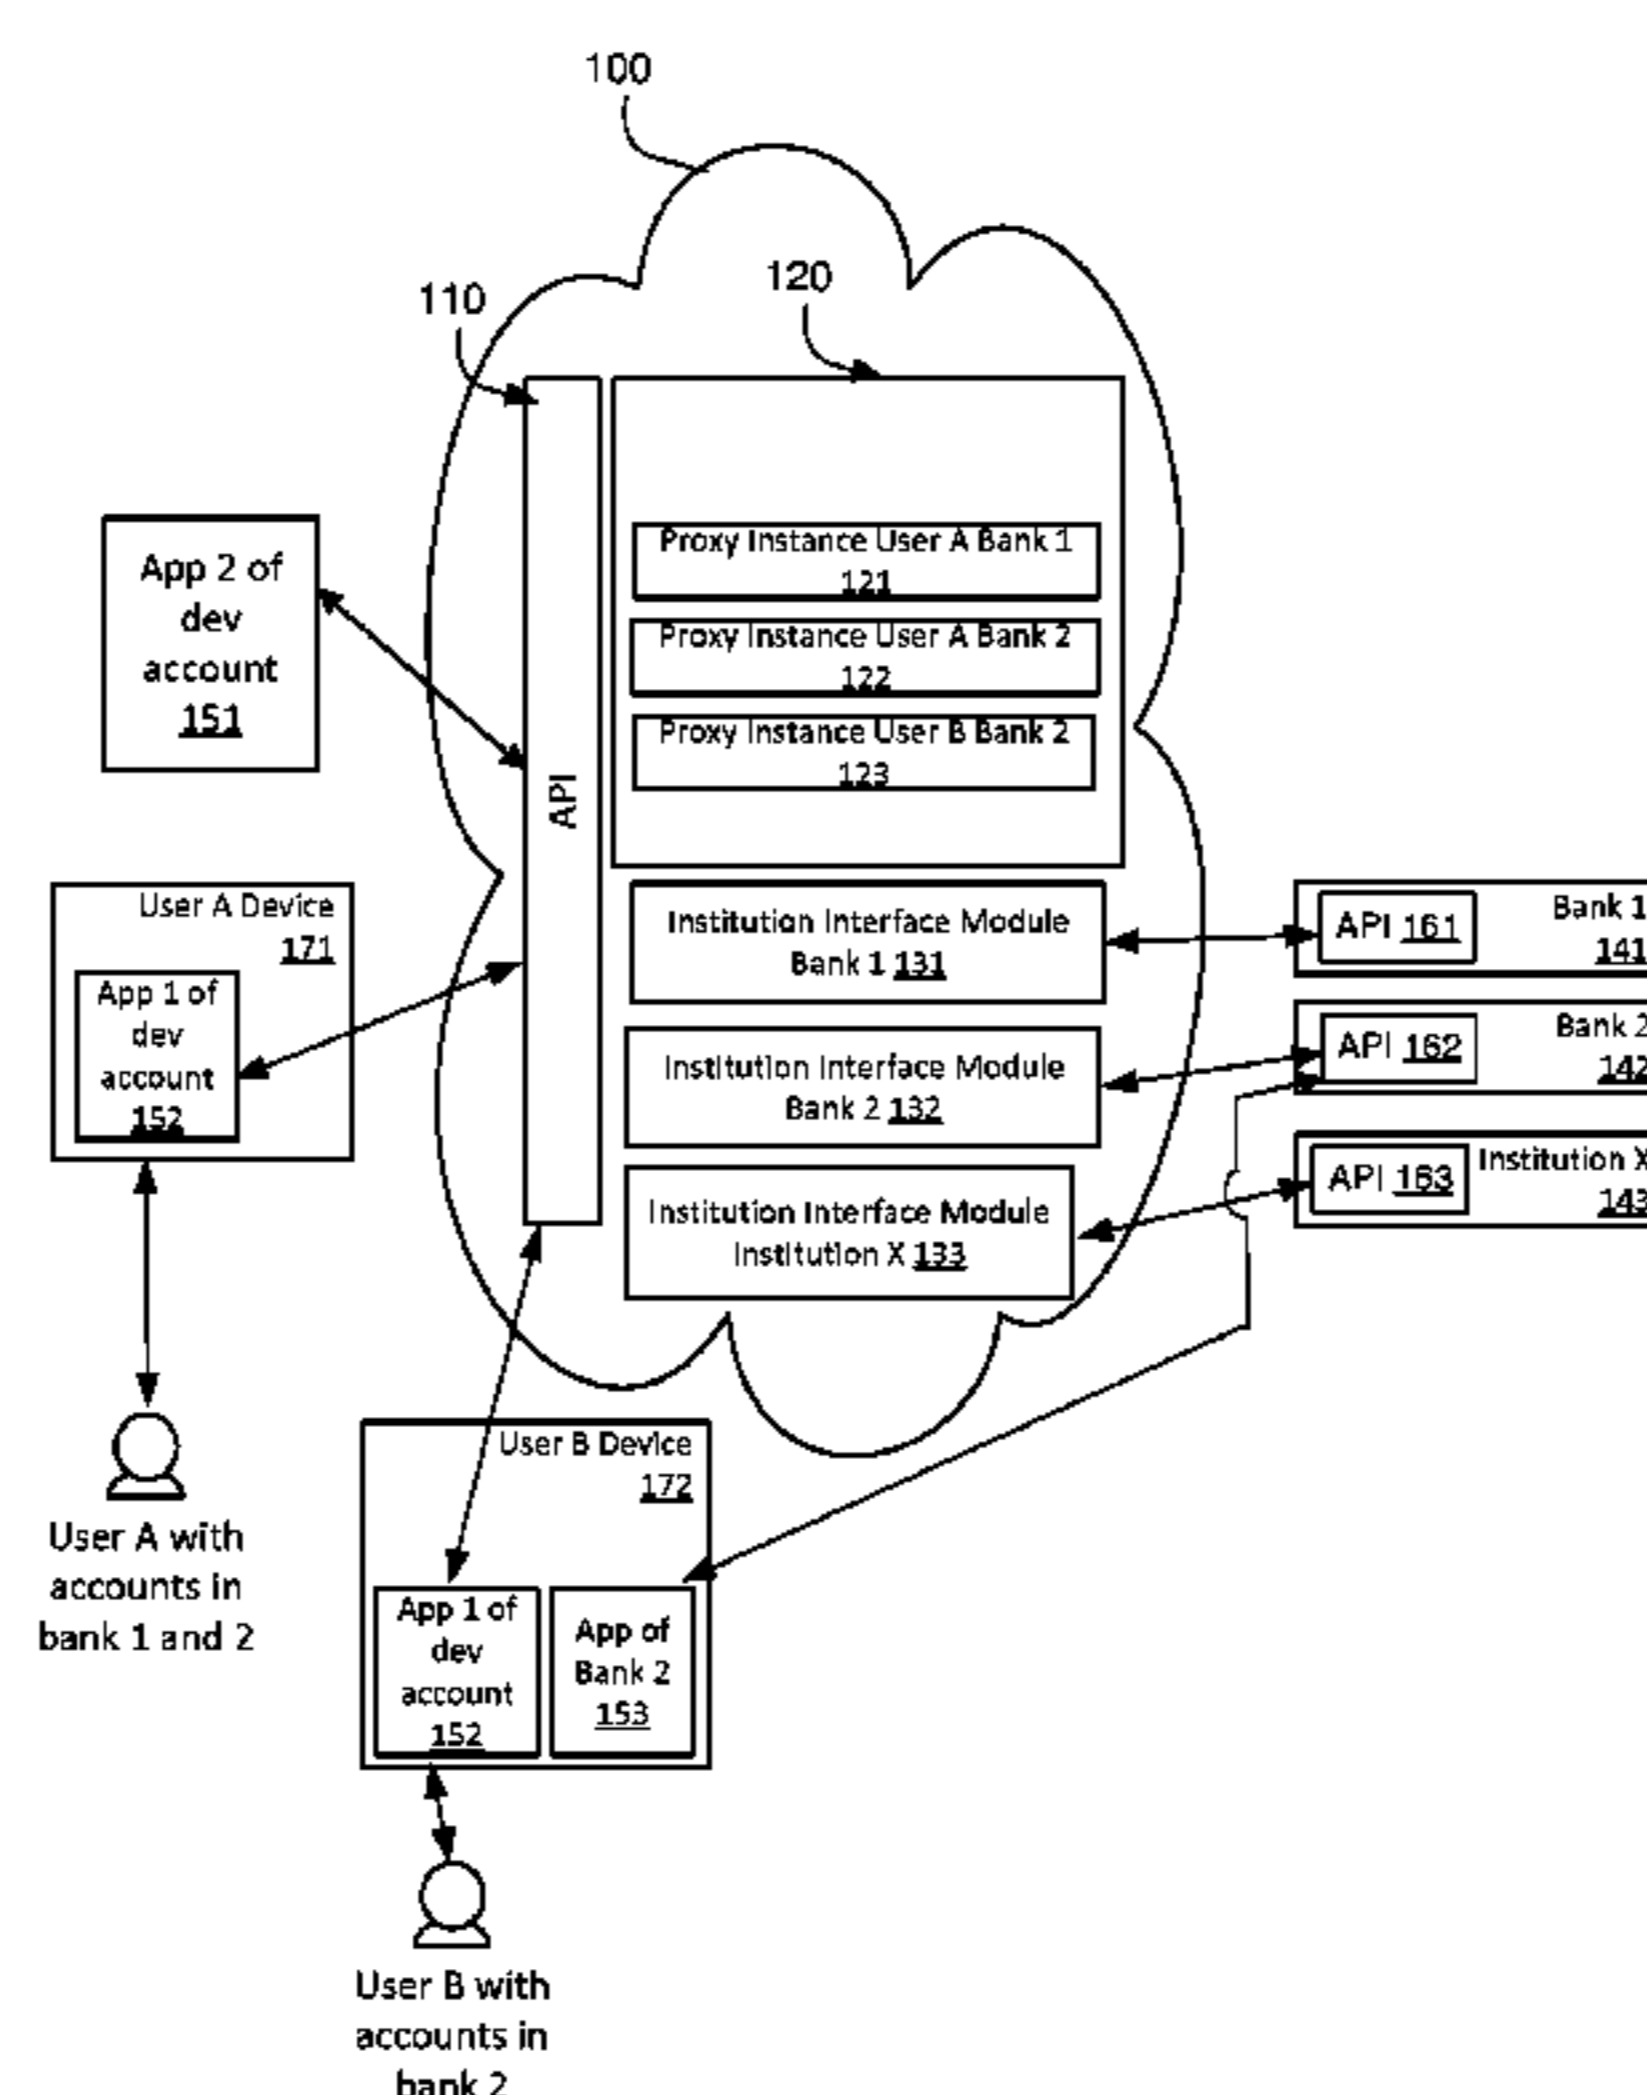 100
120
110
Proxy Instance User A Bank 1
121
Proxy Instance User A Bank 2
122
Proxy Instance User B Bank 2
123
API
App 2 of
dev
account
151
User A Device
171
App 1 of
dev
account
152
Institution Interface Module
Bank 1 131
Institution Interface Module
Bank 2 132
Institution Interface Module
Institution X 133
API 161
Bank 1
141
API 162
Bank 2
142
API 163
Institution X
143
User A with
accounts in
bank 1 and 2
User B Device
172
App 1 of
dev
account
152
App of
Bank 2
153
User B with
accounts in
bank 2